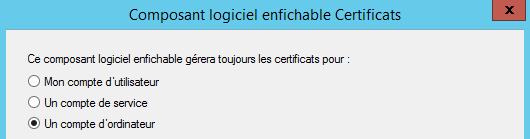 Composant logiciel enfichable Certificats
x
Ce composant logiciel enfichable gérera toujours les certificats pour :
Mon compte d'utilisateur
Un compte de service
Un compte d'ordinateur